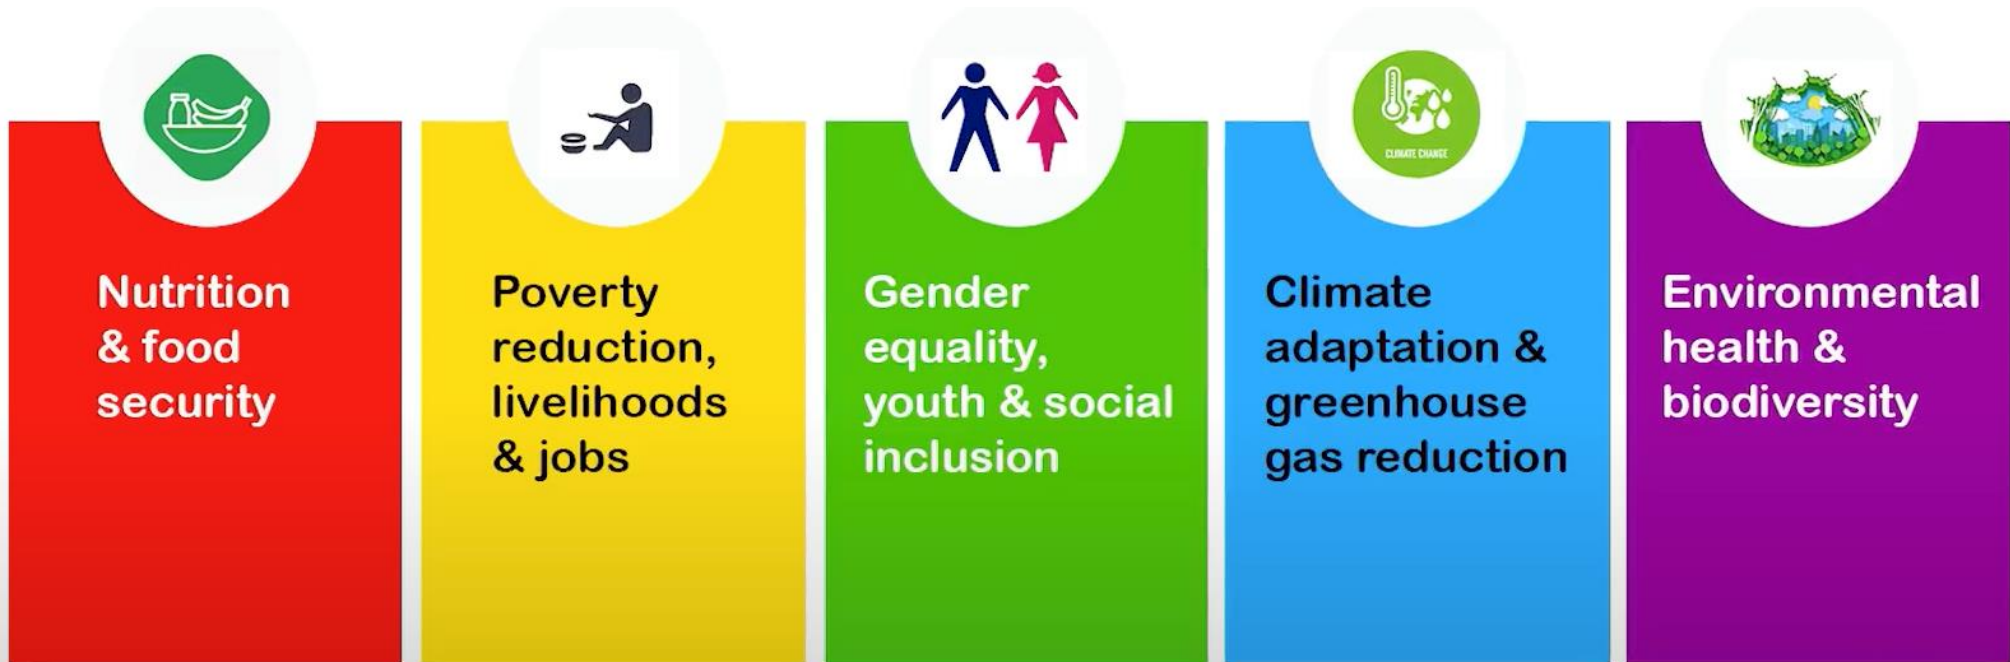 Nutrition
& food
security
Poverty
reduction,
livelihoods
& jobs
Gender
equality,
youth & social
inclusion
CLIMATE CHANGE
Climate
adaptation &
greenhouse
gas reduction
Environmental
health &
biodiversity